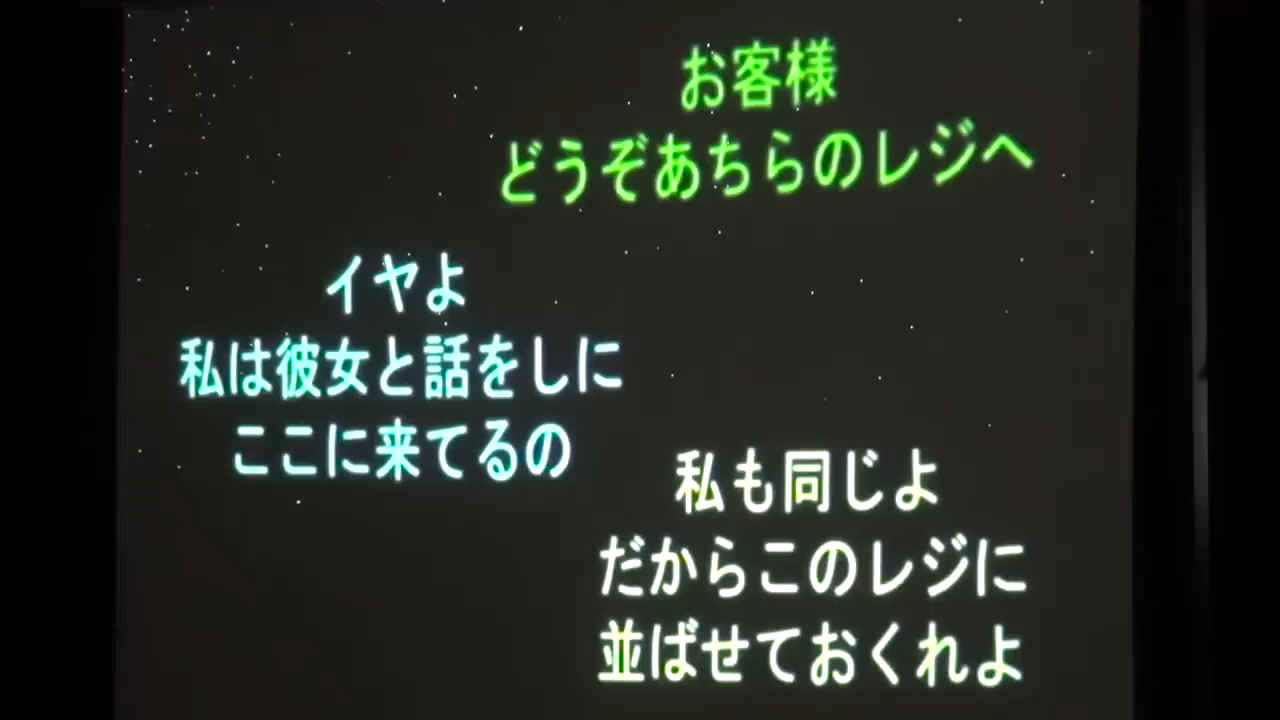 お客様
どうぞあちらのレジへ
イヤよ
私は彼女と話をしに
ここに来てるの
私も同じよ
だからこのレジに
並ばせておくれよ